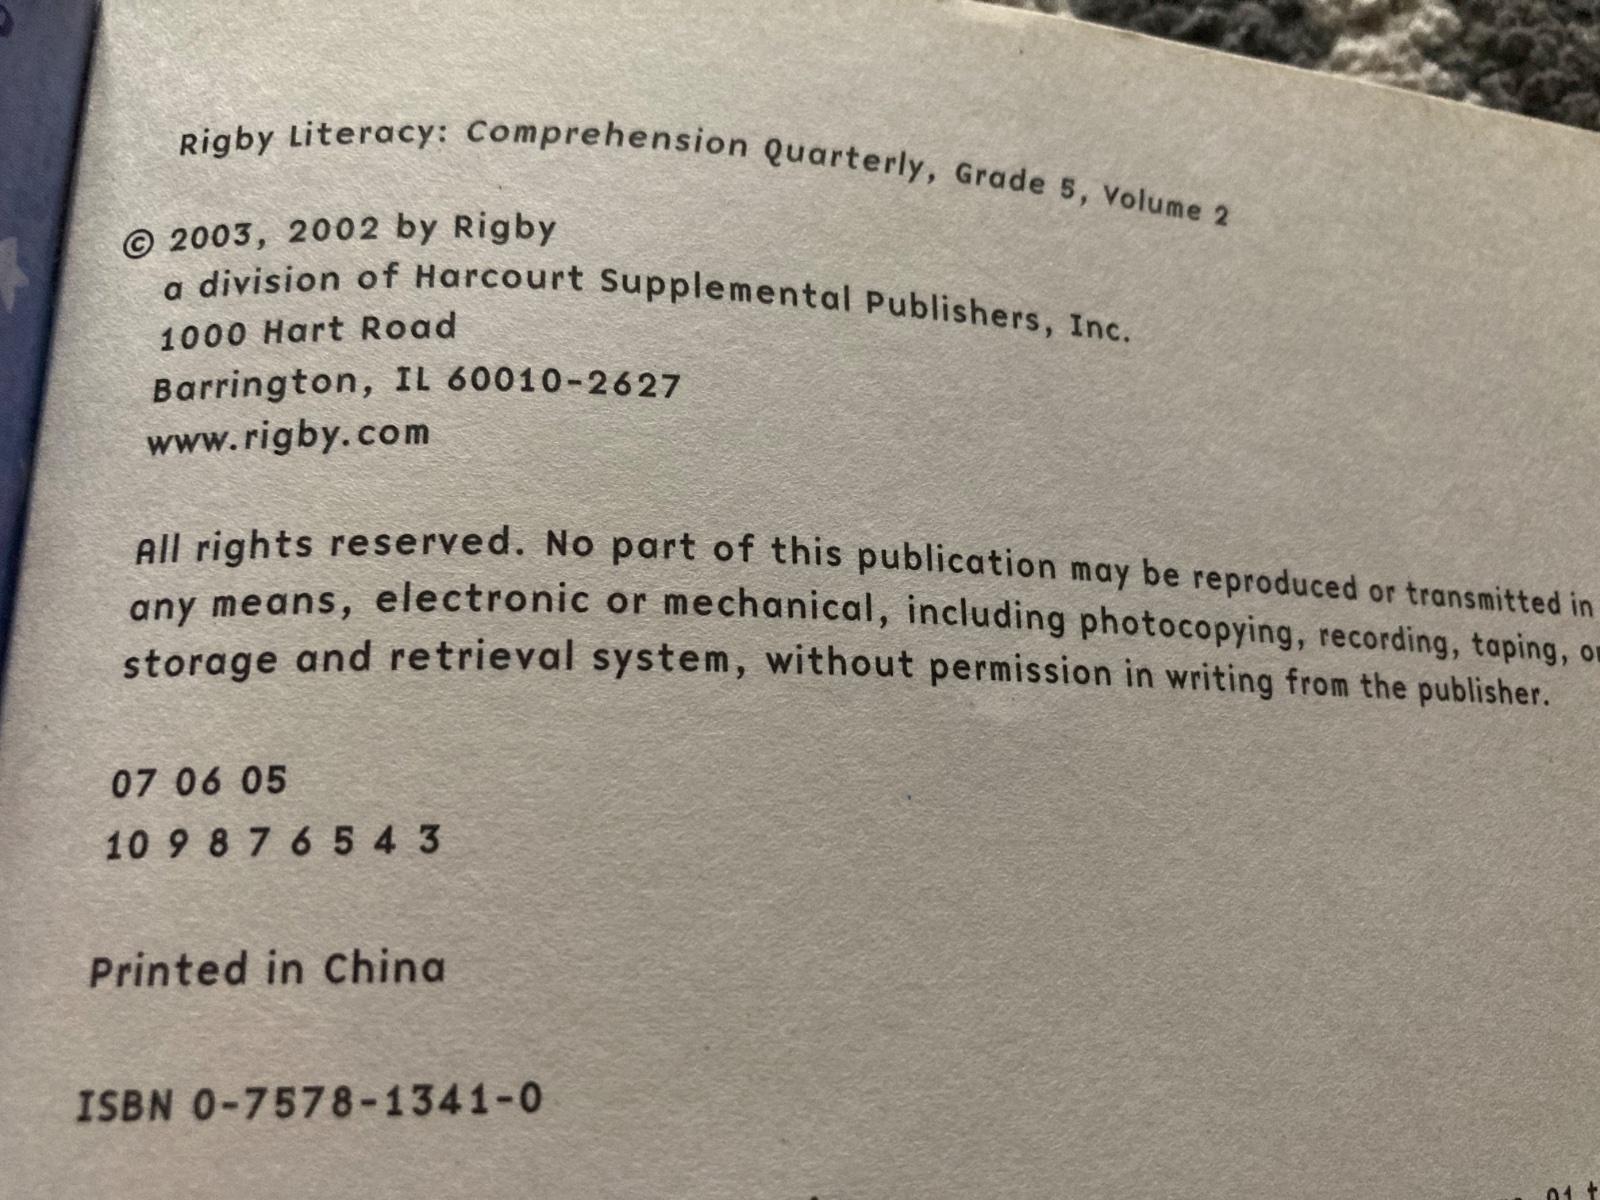 Rigby Literacy: Comprehension Quarterly, Grade 5, Volume 2
© 2003, 2002 by Rigby
a division of Harcourt Supplemental Publishers, Inc.
1000 Hart Road
Barrington, IL 60010-2627
www.rigby.com
All rights reserved. No part of this publication may be reproduced or transmitted in
any means, electronic or mechanical, including photocopying, recording, taping, or
storage and retrieval system, without permission in writing from the publisher.
07 06 05
10 9 8 7 6 5 4 3
Printed in China
ISBN 0-7578-1341-0